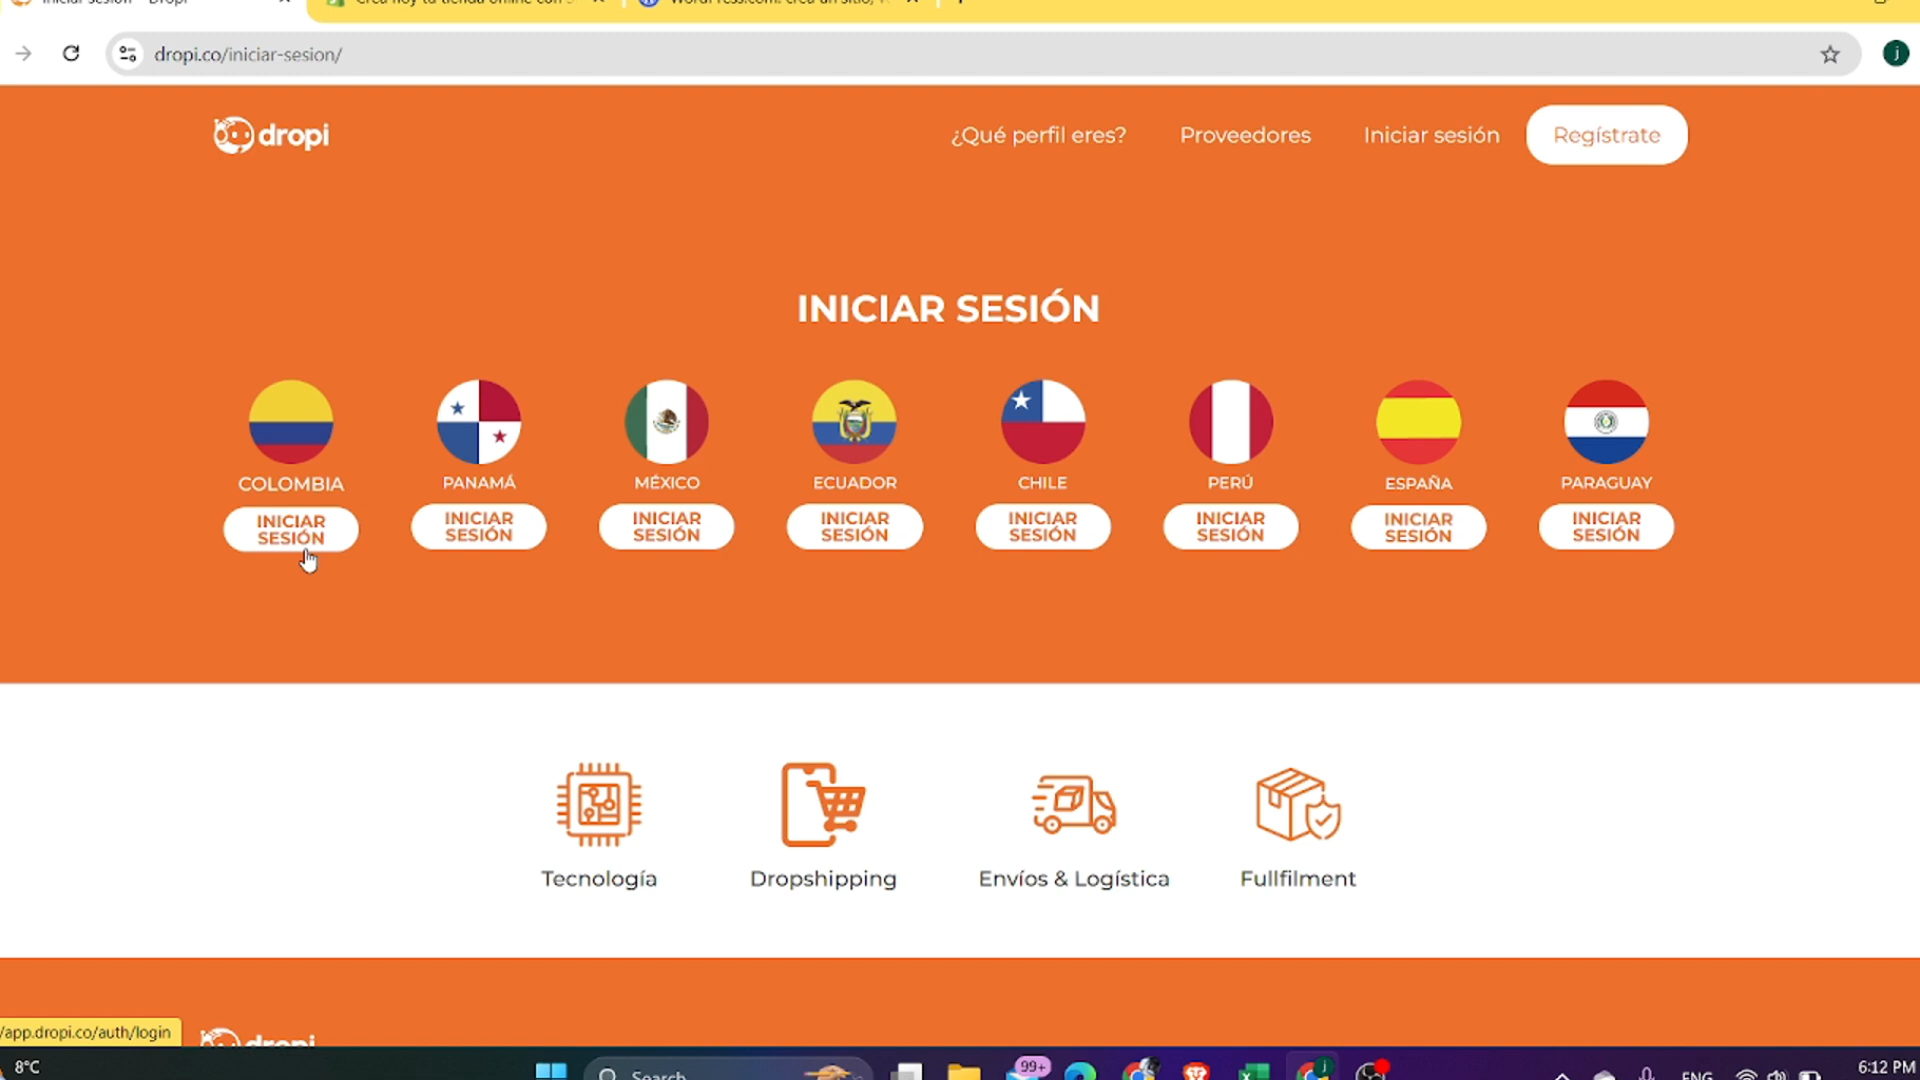 dropi.co/iniciar-sesion/
j
dropi
¿Qué perfil eres?
Proveedores
Iniciar sesión
Regístrate
INICIAR SESIÓN
COLOMBIA
PANAMÁ
MÉXICO
ECUADOR
CHILE
PERÚ
ESPAÑA
PARAGUAY
INICIAR
SESIÓN
INICIAR
SESIÓN
INICIAR
SESIÓN
INICIAR
SESIÓN
INICIAR
SESIÓN
INICIAR
SESIÓN
INICIAR
SESIÓN
INICIAR
SESIÓN
Tecnología
Dropshipping
Envíos & Logística
Fullfilment
/app.dropi.co/auth/login
dropi
8°C
Search
99+
ENG
6:12 PM